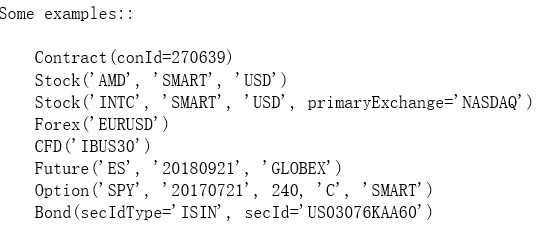 Some examples::
Contract(conId=270639)
Stock('AMD', 'SMART', 'USD')
Stock('INTC', 'SMART', 'USD', primaryExchange='NASDAQ')
Forex('EURUSD')
CFD('IBUS30')
Future('ES', '20180921', 'GLOBEX')
Option('SPY', '20170721', 240, 'C', 'SMART')
Bond(secIdType='ISIN', secId='US03076KAA60')